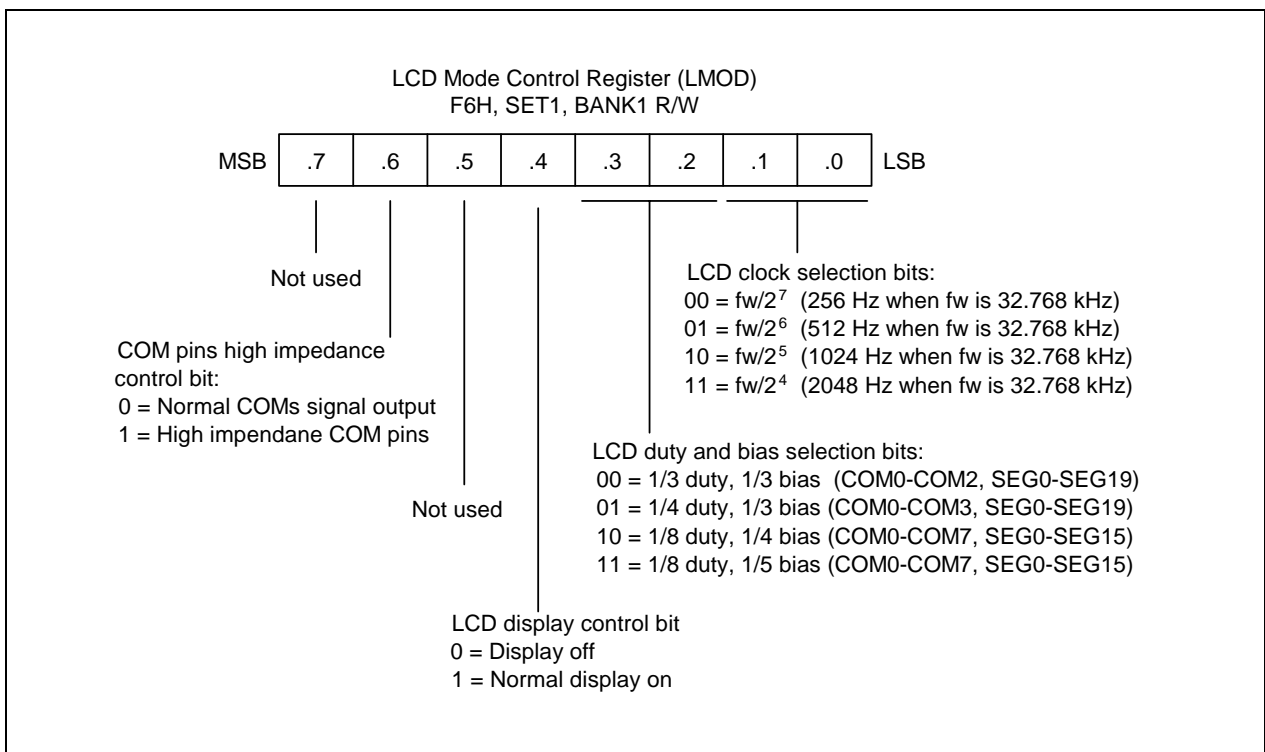 LCD Mode Control Register (LMOD)
F6H, SET1, BANK1 R/W
MSB .7 .6 .5 .4 .3 .2 .1 .0 LSB
Not used
COM pins high impedance
control bit:
0 = Normal COMs signal output
1 = High impendane COM pins
Not used
LCD display control bit
0 = Display off
1 = Normal display on
LCD duty and bias selection bits:
00 = 1/3 duty, 1/3 bias (COM0-COM2, SEG0-SEG19)
01 = 1/4 duty, 1/3 bias (COM0-COM3, SEG0-SEG19)
10 = 1/8 duty, 1/4 bias (COM0-COM7, SEG0-SEG15)
11 = 1/8 duty, 1/5 bias (COM0-COM7, SEG0-SEG15)
LCD clock selection bits:
00 = fw/2⁷ (256 Hz when fw is 32.768 kHz)
01 = fw/2⁶ (512 Hz when fw is 32.768 kHz)
10 = fw/2⁵ (1024 Hz when fw is 32.768 kHz)
11 = fw/2⁴ (2048 Hz when fw is 32.768 kHz)